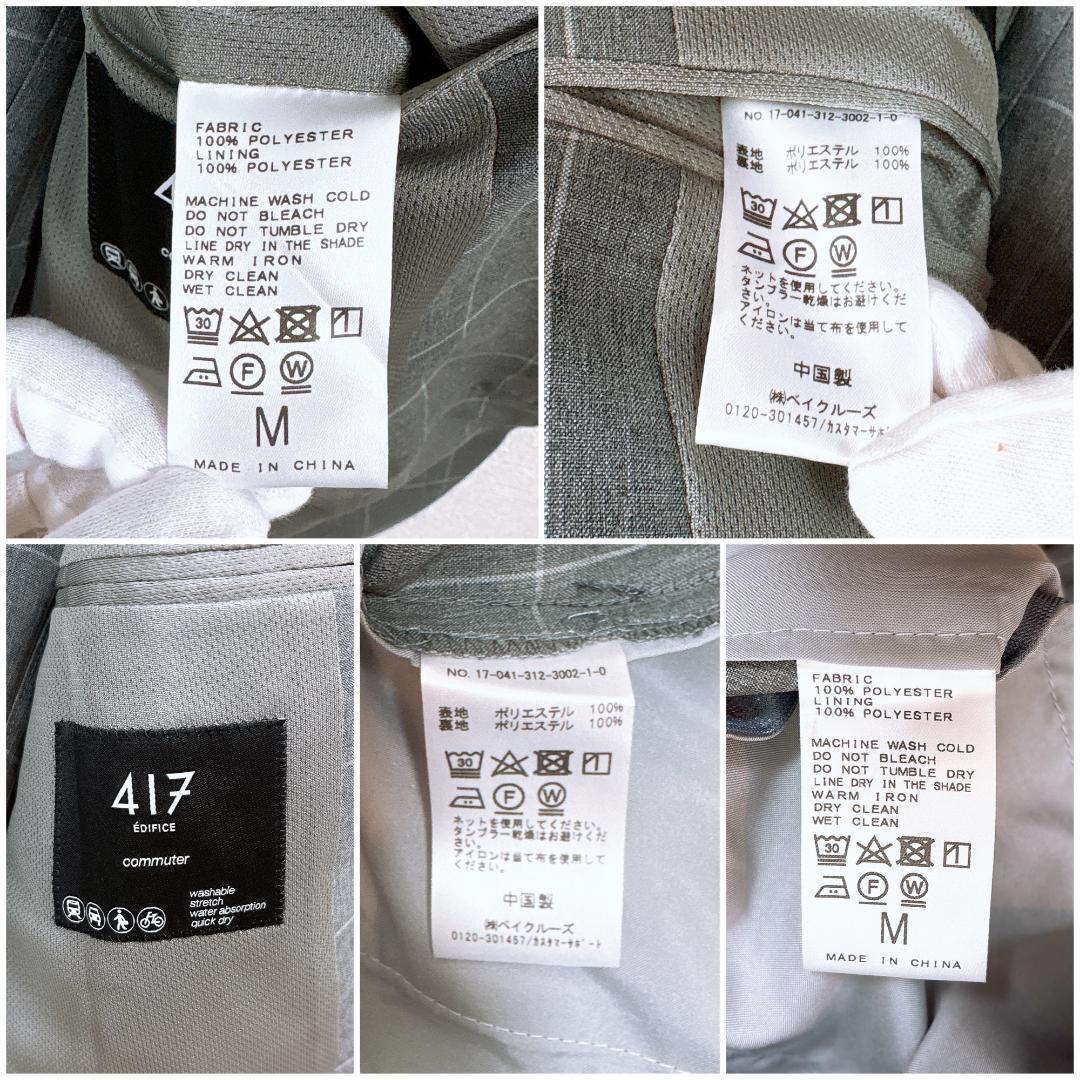 FABRIC
100% POLYESTER
LINING
100% POLYESTER
MACHINE WASH COLD
DO NOT BLEACH
DO NOT TUMBLE DRY
LINE DRY IN THE SHADE
WARM IRON
DRY CLEAN
WET CLEAN
30
F W
M
MADE IN CHINA
NO. 17-041-312-3002-1-0
表地 ポリエステル 100%
裏地 ポリエステル 100%
30
F W
ネットを使用してください。
タンブラー乾燥はお避けくだ
さい。
アイロンは当て布を使用して
ください。
中国製
㈱ベイクルーズ
0120-301457/カスタマーサポ
417
ÉDIFICE
commuter
washable
stretch
water absorption
quick dry
NO. 17-041-312-3002-1-0
表地 ポリエステル 100%
裏地 ポリエステル 100%
30
F W
ネットを使用してください。
タンブラー乾燥はお避けくだ
さい。
アイロンは当て布を使用して
ください。
中国製
㈱ベイクルーズ
0120-301457/カスタマーサポート
FABRIC
100% POLYESTER
LINING
100% POLYESTER
MACHINE WASH COLD
DO NOT BLEACH
DO NOT TUMBLE DRY
LINE DRY IN THE SHADE
WARM IRON
DRY CLEAN
WET CLEAN
30
F W
M
MADE IN CHINA